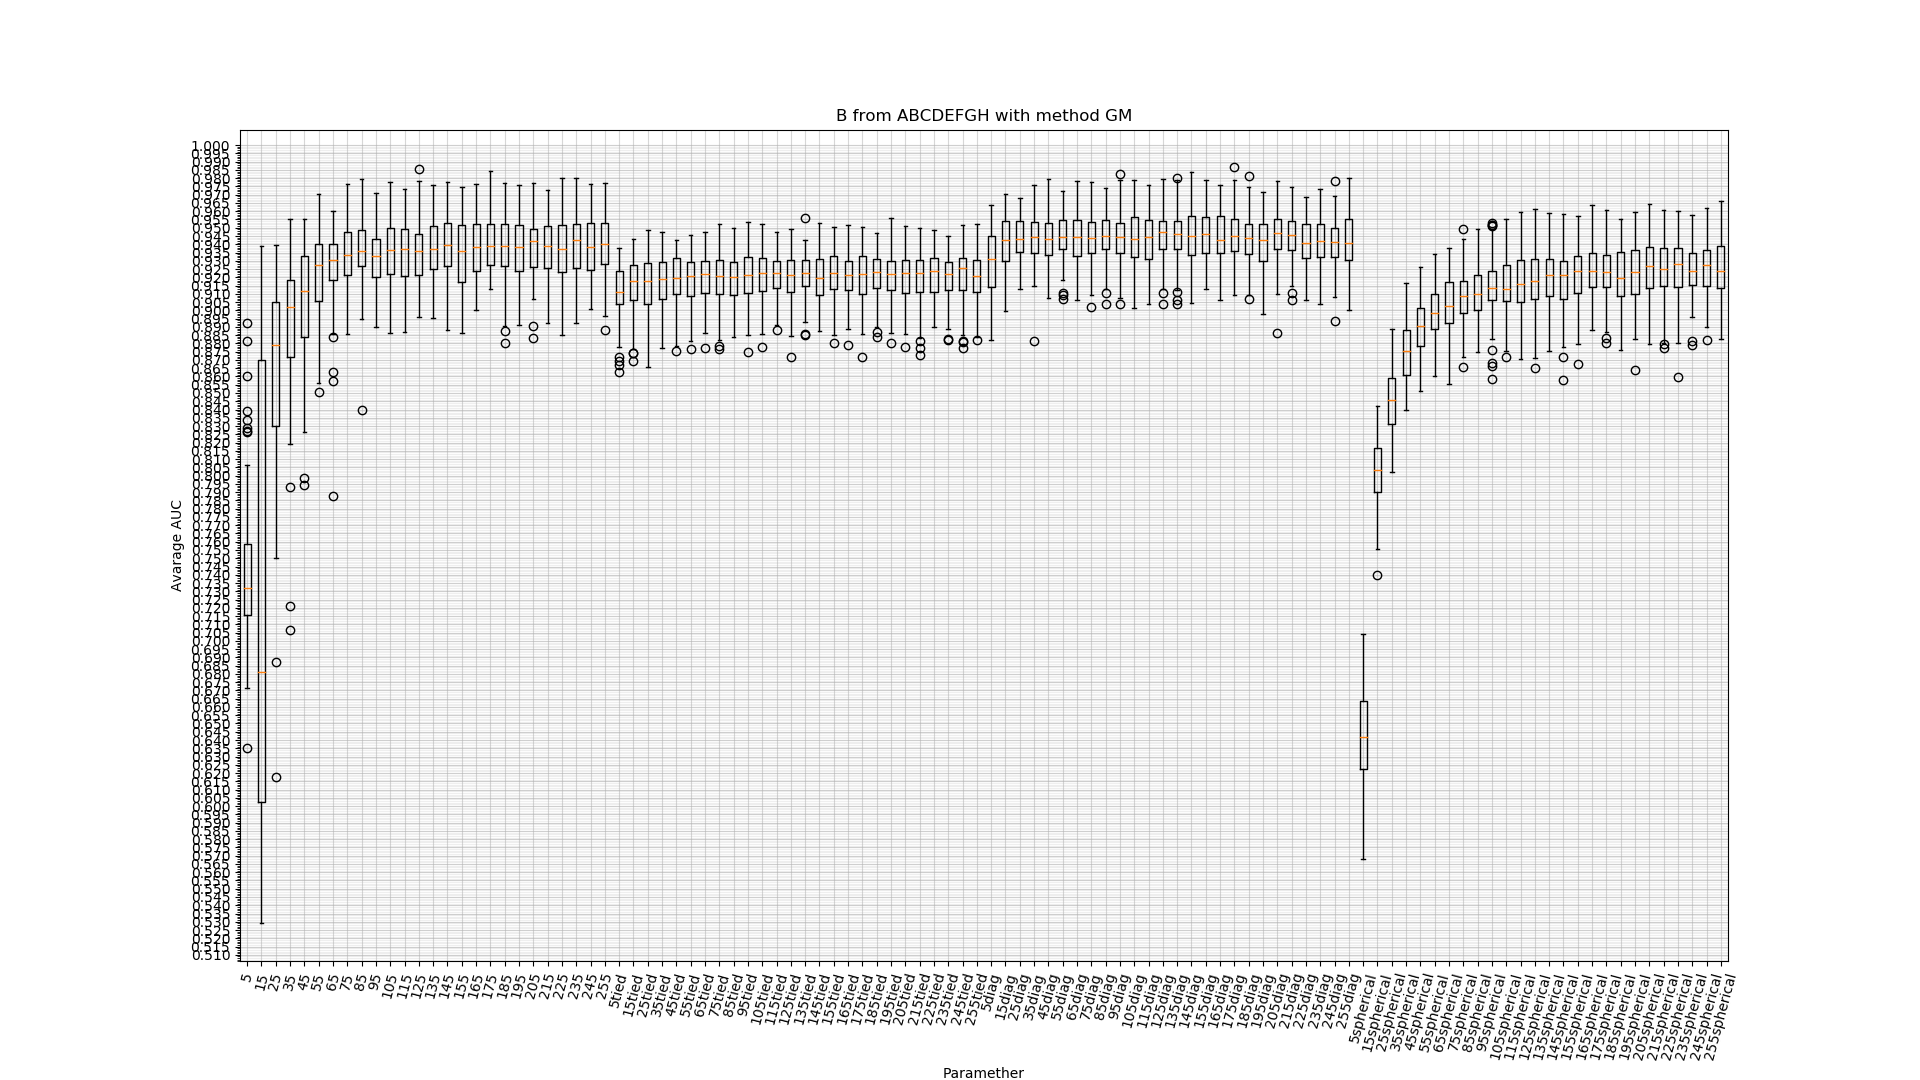 B from ABCDEFGH with method GM
Avarage AUC
1.000
0.995
0.990
0.985
0.980
0.975
0.970
0.965
0.960
0.955
0.950
0.945
0.940
0.935
0.930
0.925
0.920
0.915
0.910
0.905
0.900
0.895
0.890
0.885
0.880
0.875
0.870
0.865
0.860
0.855
0.850
0.845
0.840
0.835
0.830
0.825
0.820
0.815
0.810
0.805
0.800
0.795
0.790
0.785
0.780
0.775
0.770
0.765
0.760
0.755
0.750
0.745
0.740
0.735
0.730
0.725
0.720
0.715
0.710
0.705
0.700
0.695
0.690
0.685
0.680
0.675
0.670
0.665
0.660
0.655
0.650
0.645
0.640
0.635
0.630
0.625
0.620
0.615
0.610
0.605
0.600
0.595
0.590
0.585
0.580
0.575
0.570
0.565
0.560
0.555
0.550
0.545
0.540
0.535
0.530
0.525
0.520
0.515
0.510
5
15
25
35
45
55
65
75
85
95
105
115
125
135
145
155
165
175
185
195
205
215
225
235
245
255
5tied
15tied
25tied
35tied
45tied
55tied
65tied
75tied
85tied
95tied
105tied
115tied
125tied
135tied
145tied
155tied
165tied
175tied
185tied
195tied
205tied
215tied
225tied
235tied
245tied
255tied
5diag
15diag
25diag
35diag
45diag
55diag
65diag
75diag
85diag
95diag
105diag
115diag
125diag
135diag
145diag
155diag
165diag
175diag
185diag
195diag
205diag
215diag
225diag
235diag
245diag
255diag
5spherical
15spherical
25spherical
35spherical
45spherical
55spherical
65spherical
75spherical
85spherical
95spherical
105spherical
115spherical
125spherical
135spherical
145spherical
155spherical
165spherical
175spherical
185spherical
195spherical
205spherical
215spherical
225spherical
235spherical
245spherical
255spherical
Paramether